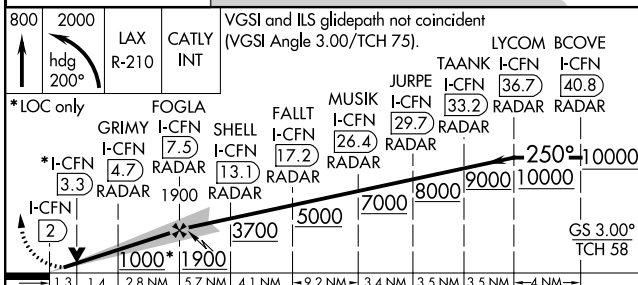 800
2000
hdg
200°
LAX
R-210
CATLY
INT
VGSI and ILS glidepath not coincident
(VGSI Angle 3.00/TCH 75).
*LOC only
LYCOM
I-CFN
36.7
RADAR
BCOVE
I-CFN
40.8
RADAR
TAANK
I-CFN
33.2
RADAR
JURPE
I-CFN
29.7
RADAR
MUSIK
I-CFN
26.4
RADAR
FALLT
I-CFN
17.2
RADAR
SHELL
I-CFN
13.1
RADAR
FOGLA
I-CFN
7.5
RADAR
1900
GRIMY
I-CFN
4.7
RADAR
*I-CFN
3.3
I-CFN
2
250°
10000
10000
9000
8000
7000
5000
3700
1900
1000*
GS 3.00°
TCH 58
1.3
1.4
2.8 NM
5.7 NM
4.1 NM
9.2 NM
3.4 NM
3.5 NM
3.5 NM
4 NM